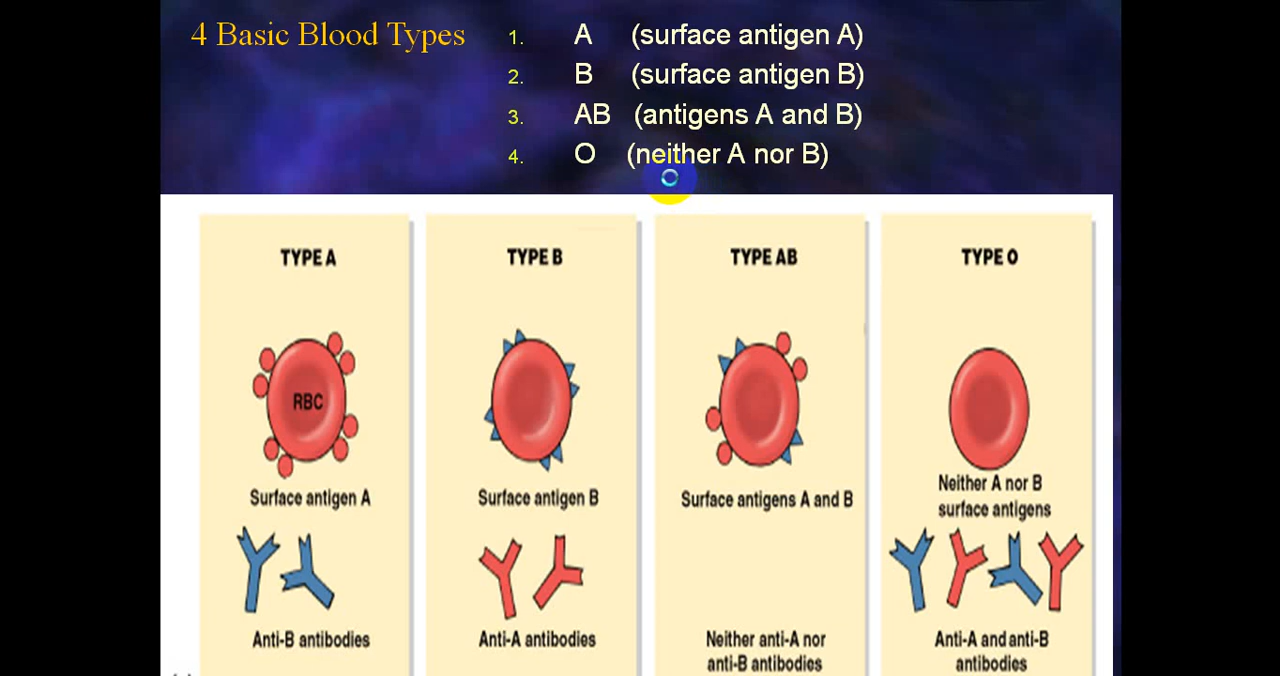 4 Basic Blood Types
1. A (surface antigen A)
2. B (surface antigen B)
3. AB (antigens A and B)
4. O (neither A nor B)
TYPE A
RBC
Surface antigen A
Anti-B antibodies
TYPE B
Surface antigen B
Anti-A antibodies
TYPE AB
Surface antigens A and B
Neither anti-A nor
anti-B antibodies
TYPE O
Neither A nor B
surface antigens
Anti-A and anti-B
antibodies